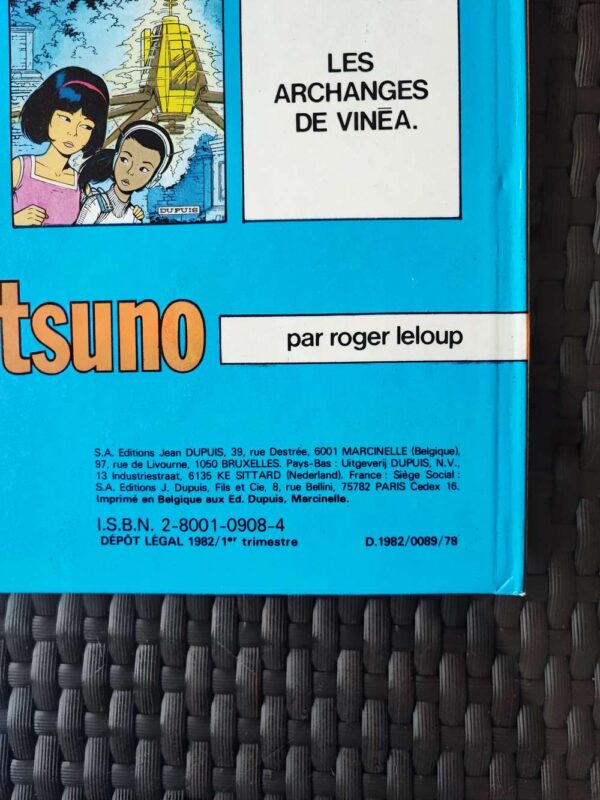 LES
ARCHANGES
DE VINĒA.
DUPUIS
tsuno
par roger leloup
S.A. Editions Jean DUPUIS, 39, rue Destrée, 6001 MARCINELLE (Belgique),
97, rue de Livourne, 1050 BRUXELLES. Pays-Bas : Uitgeverij DUPUIS, N.V.,
13 Industriestraat, 6135 KE SITTARD (Nederland). France : Siège Social :
S.A. Editions J. Dupuis, Fils et Cie, 8, rue Bellini, 75782 PARIS Cedex 16.
Imprimé en Belgique aux Ed. Dupuis, Marcinelle.
I.S.B.N. 2-8001-0908-4
DÉPÔT LÉGAL 1982/1er trimestre D.1982/0089/78